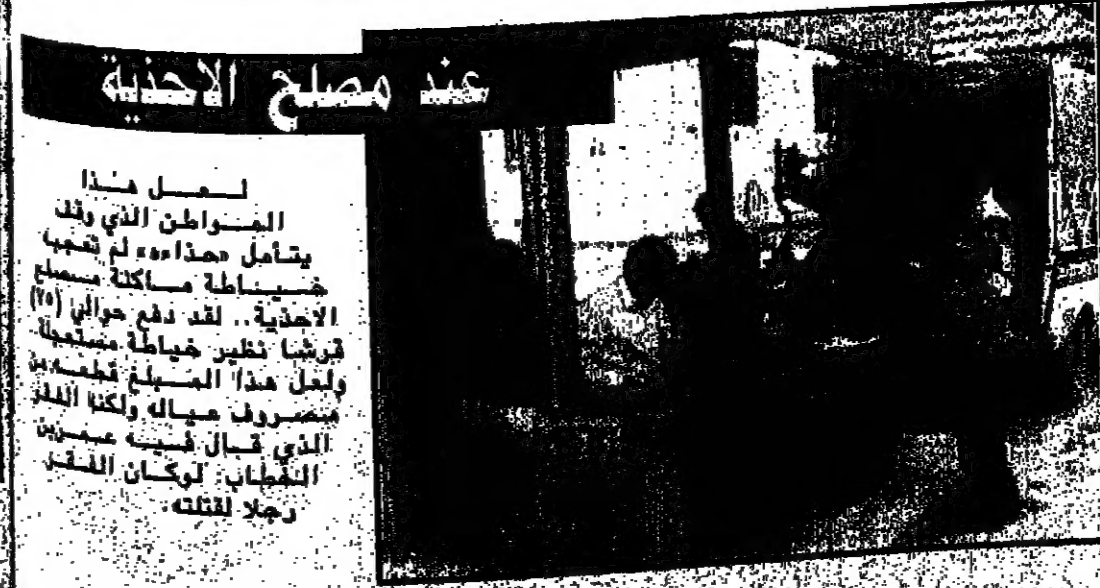 عند مصلح الاحذية
لعل هذا
المواطن الذي وقف
يتأمل «حذاءه» لم تعجبه
خياطة ماكنة مصلح
الاحذية.. لقد دفع حوالي (٧٥)
قرشا نظير خياطة مستعجلة
ولعل هذا المبلغ قطعه من
مصروف عياله ولكنه الفقر
الذي قال فيه عمر بن
الخطاب: لو كان الفقر
رجلا لقتلته.